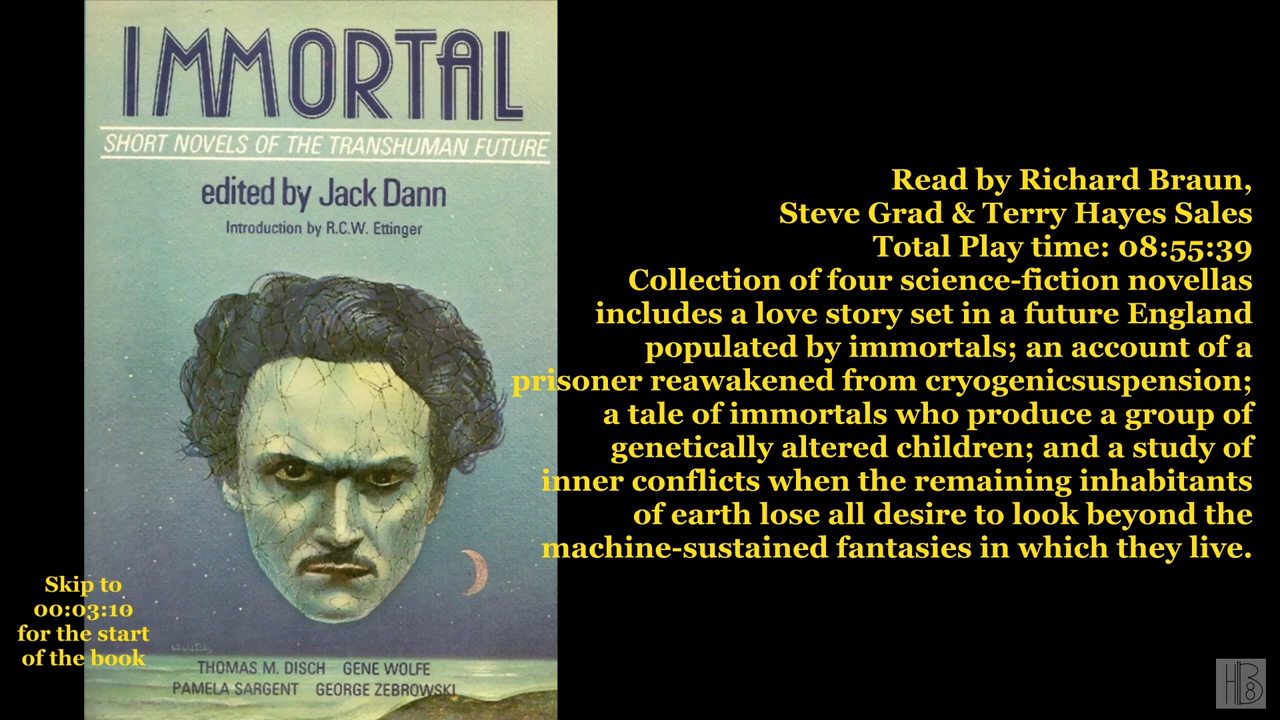 IMMORTAL
SHORT NOVELS OF THE TRANSHUMAN FUTURE
edited by Jack Dann
Introduction by R.C.W. Ettinger
THOMAS M. DISCH GENE WOLFE
PAMELA SARGENT GEORGE ZEBROWSKI
Skip to
00:03:10
for the start
of the book
Read by Richard Braun,
Steve Grad & Terry Hayes Sales
Total Play time: 08:55:39
Collection of four science-fiction novellas
includes a love story set in a future England
populated by immortals; an account of a
prisoner reawakened from cryogenicsuspension;
a tale of immortals who produce a group of
genetically altered children; and a study of
inner conflicts when the remaining inhabitants
of earth lose all desire to look beyond the
machine-sustained fantasies in which they live.